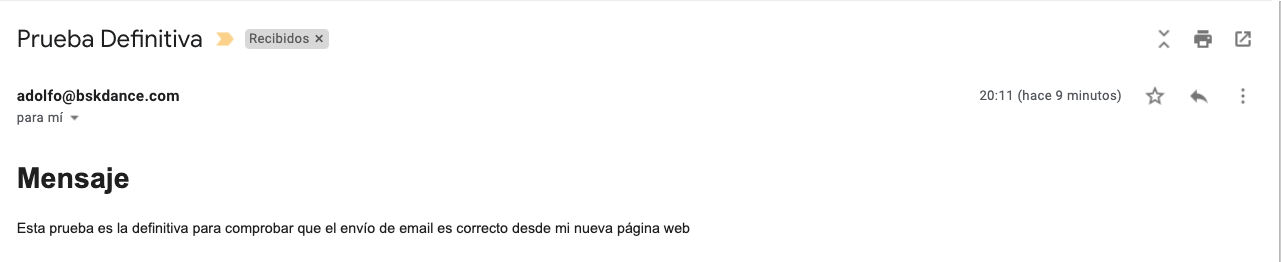 Prueba Definitiva Recibidos ×
adolfo@bskdance.com 20:11 (hace 9 minutos)
para mí
Mensaje
Esta prueba es la definitiva para comprobar que el envío de email es correcto desde mi nueva página web